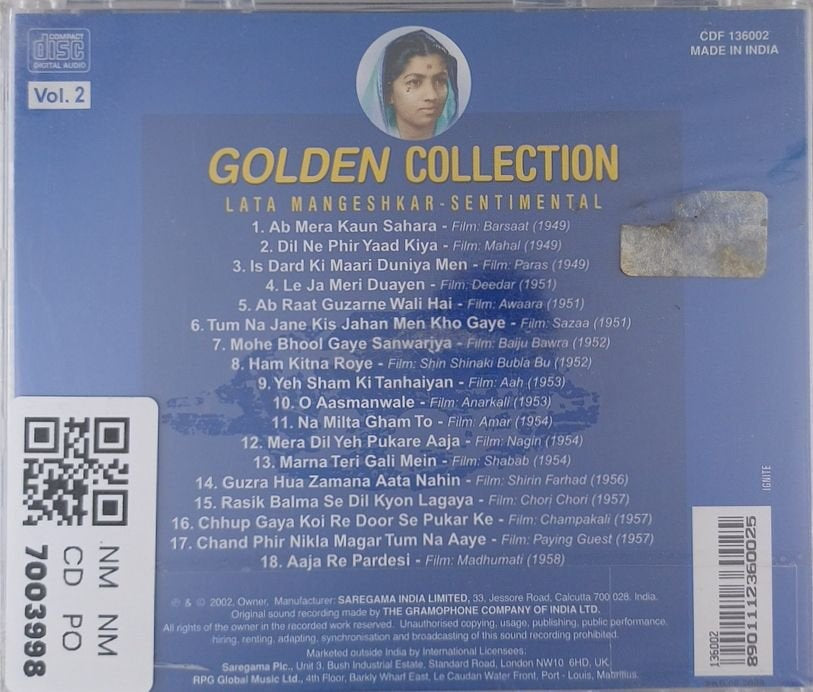 COMPACT
disc
DIGITAL AUDIO
Vol. 2
CDF 136002
MADE IN INDIA
GOLDEN COLLECTION
LATA MANGESHKAR-SENTIMENTAL
1. Ab Mera Kaun Sahara - Film: Barsaat (1949)
2. Dil Ne Phir Yaad Kiya - Film: Mahal (1949)
3. Is Dard Ki Maari Duniya Men - Film: Paras (1949)
4. Le Ja Meri Duayen - Film: Deedar (1951)
5. Ab Raat Guzarne Wali Hai - Film: Awaara (1951)
6. Tum Na Jane Kis Jahan Men Kho Gaye - Film: Sazaa (1951)
7. Mohe Bhool Gaye Sanwariya - Film: Baiju Bawra (1952)
8. Ham Kitna Roye - Film: Shin Shinaki Bubla Bu (1952)
9. Yeh Sham Ki Tanhaiyan - Film: Aah (1953)
10. O Aasmanwale - Film: Anarkali (1953)
11. Na Milta Gham To - Film: Amar (1954)
12. Mera Dil Yeh Pukare Aaja - Film: Nagin (1954)
13. Marna Teri Gali Mein - Film: Shabab (1954)
14. Guzra Hua Zamana Aata Nahin - Film: Shirin Farhad (1956)
15. Rasik Balma Se Dil Kyon Lagaya - Film: Chori Chori (1957)
16. Chhup Gaya Koi Re Door Se Pukar Ke - Film: Champakali (1957)
17. Chand Phir Nikla Magar Tum Na Aaye - Film: Paying Guest (1957)
18. Aaja Re Pardesi - Film: Madhumati (1958)
℗ & © 2002, Owner, Manufacturer: SAREGAMA INDIA LIMITED, 33, Jessore Road, Calcutta 700 028. India.
Original sound recording made by THE GRAMOPHONE COMPANY OF INDIA LTD.
All rights of the owner in the recorded work reserved. Unauthorised copying, usage, publishing, public performance,
hiring, renting, adapting, synchronisation and broadcasting of this sound recording prohibited.
Marketed outside India by International Licensees:
Saregama Plc., Unit 3, Bush Industrial Estate, Standard Road, London NW10 6HD, UK
RPG Global Music Ltd., 4th Floor, Barkly Wharf East, Le Caudan Water Front, Port - Louis, Mauritius.
NM NM
CD PO
7003998
IGNITE
136002
8901112360025